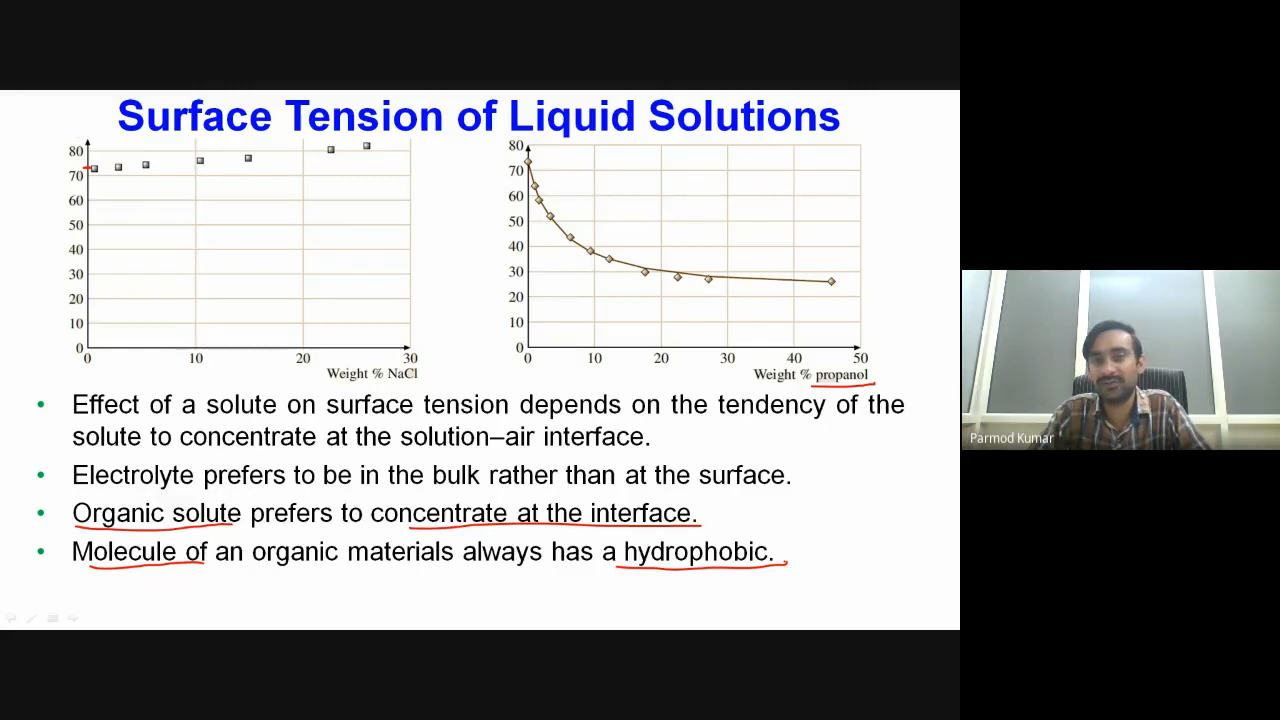 Surface Tension of Liquid Solutions
80
70
60
50
40
30
20
10
0
0 10 20 30
Weight % NaCl
80
70
60
50
40
30
20
10
0
0 10 20 30 40 50
Weight % propanol
• Effect of a solute on surface tension depends on the tendency of the
solute to concentrate at the solution–air interface.
• Electrolyte prefers to be in the bulk rather than at the surface.
• Organic solute prefers to concentrate at the interface.
• Molecule of an organic materials always has a hydrophobic.
Parmod Kumar